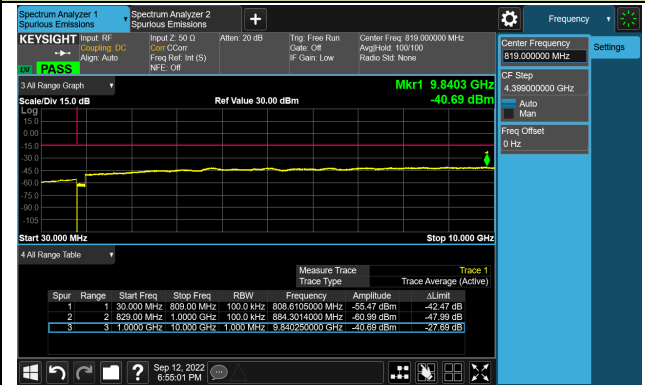 Spectrum Analyzer 1
Spurious Emissions
Spectrum Analyzer 2
Spurious Emissions
+
Frequency
KEYSIGHT
Input: RF
Coupling: DC
Align: Auto
Input Z: 50 Ω
Corr CCorr
Freq Ref: Int (S)
NFE: Off
Atten: 20 dB
Trig: Free Run
Gate: Off
IF Gain: Low
Center Freq: 819.000000 MHz
Avg|Hold: 100/100
Radio Std: None
LXI PASS
Center Frequency
819.000000 MHz
Settings
CF Step
4.399000000 GHz
Auto
Man
Freq Offset
0 Hz
3 All Range Graph
Mkr1 9.8403 GHz
Scale/Div 15.0 dB Ref Value 30.00 dBm -40.69 dBm
Log
15.0
0.00
-15.0
-30.0
-45.0
-60.0
-75.0
-90.0
-105
1
Start 30.000 MHz Stop 10.000 GHz
4 All Range Table
Measure Trace Trace 1
Trace Type Trace Average (Active)
Spur Range Start Freq Stop Freq RBW Frequency Amplitude ΔLimit
1 1 30.000 MHz 809.00 MHz 100.0 kHz 808.6105000 MHz -55.47 dBm -42.47 dB
2 2 829.00 MHz 1.0000 GHz 100.0 kHz 884.3014000 MHz -60.99 dBm -47.99 dB
3 3 1.0000 GHz 10.000 GHz 1.000 MHz 9.840250000 MHz -40.69 dBm -27.69 dB
?
Sep 12, 2022
6:55:01 PM